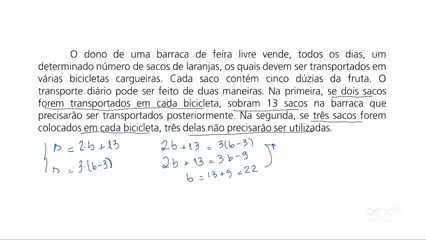 O dono de uma barraca de feira livre vende, todos os dias, um
determinado número de sacos de laranjas, os quais devem ser transportados em
várias bicicletas cargueiras. Cada saco contém cinco dúzias da fruta. O
transporte diário pode ser feito de duas maneiras. Na primeira, se dois sacos
forem transportados em cada bicicleta, sobram 13 sacos na barraca que
precisarão ser transportados posteriormente. Na segunda, se três sacos forem
colocados em cada bicicleta, três delas não precisarão ser utilizadas.
s = 2·b + 13 2·b + 13 = 3(b-3)
s = 3·(b-3) 2b + 13 = 3b - 9
b = 13 + 9 = 22